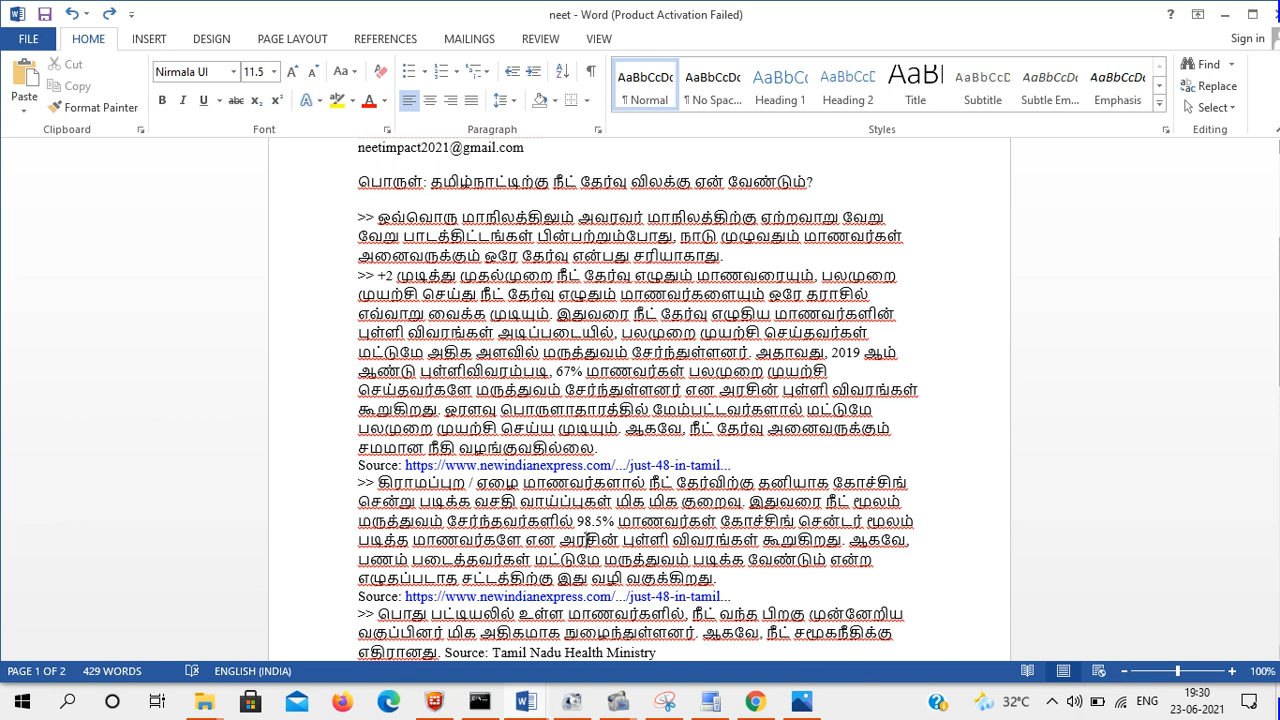 neet - Word (Product Activation Failed)
FILE HOME INSERT DESIGN PAGE LAYOUT REFERENCES MAILINGS REVIEW VIEW Sign in
Cut
Copy
Format Painter
Paste
Nirmala UI 11.5
AaBbCcDc AaBbCcDc AaBbCc AaBbCcD AaBl AaBbCcD AaBbCcDc AaBbCcDc
¶ Normal ¶ No Spac... Heading 1 Heading 2 Title Subtitle Subtle Em... Emphasis
Find
Replace
Select
Clipboard Font Paragraph Styles Editing
neetimpact2021@gmail.com
பொருள்: தமிழ்நாட்டிற்கு நீட் தேர்வு விலக்கு ஏன் வேண்டும்?
>> ஒவ்வொரு மாநிலத்திலும் அவரவர் மாநிலத்திற்கு ஏற்றவாறு வேறு
வேறு பாடத்திட்டங்கள் பின்பற்றும்போது, நாடு முழுவதும் மாணவர்கள்
அனைவருக்கும் ஒரே தேர்வு என்பது சரியாகாது.
>> +2 முடித்து முதல்முறை நீட் தேர்வு எழுதும் மாணவரையும், பலமுறை
முயற்சி செய்து நீட் தேர்வு எழுதும் மாணவர்களையும் ஒரே தராசில்
எவ்வாறு வைக்க முடியும். இதுவரை நீட் தேர்வு எழுதிய மாணவர்களின்
புள்ளி விவரங்கள் அடிப்படையில், பலமுறை முயற்சி செய்தவர்கள்
மட்டுமே அதிக அளவில் மருத்துவம் சேர்ந்துள்ளனர். அதாவது, 2019 ஆம்
ஆண்டு புள்ளிவிவரம்படி, 67% மாணவர்கள் பலமுறை முயற்சி
செய்தவர்களே மருத்துவம் சேர்ந்துள்ளனர் என அரசின் புள்ளி விவரங்கள்
கூறுகிறது. ஓரளவு பொருளாதாரத்தில் மேம்பட்டவர்களால் மட்டுமே
பலமுறை முயற்சி செய்ய முடியும். ஆகவே, நீட் தேர்வு அனைவருக்கும்
சமமான நீதி வழங்குவதில்லை.
Source: https://www.newindianexpress.com/.../just-48-in-tamil...
>> கிராமப்புற / ஏழை மாணவர்களால் நீட் தேர்விற்கு தனியாக கோச்சிங்
சென்று படிக்க வசதி வாய்ப்புகள் மிக மிக குறைவு. இதுவரை நீட் மூலம்
மருத்துவம் சேர்ந்தவர்களில் 98.5% மாணவர்கள் கோச்சிங் சென்டர் மூலம்
படித்த மாணவர்களே என அரசின் புள்ளி விவரங்கள் கூறுகிறது. ஆகவே,
பணம் படைத்தவர்கள் மட்டுமே மருத்துவம் படிக்க வேண்டும் என்ற
எழுதப்படாத சட்டத்திற்கு இது வழி வகுக்கிறது.
Source: https://www.newindianexpress.com/.../just-48-in-tamil...
>> பொது பட்டியலில் உள்ள மாணவர்களில், நீட் வந்த பிறகு முன்னேறிய
வகுப்பினர் மிக அதிகமாக நுழைந்துள்ளனர். ஆகவே, நீட் சமூகநீதிக்கு
எதிரானது. Source: Tamil Nadu Health Ministry
PAGE 1 OF 2 429 WORDS ENGLISH (INDIA) 100%
32°C ENG 9:30
23-06-2021